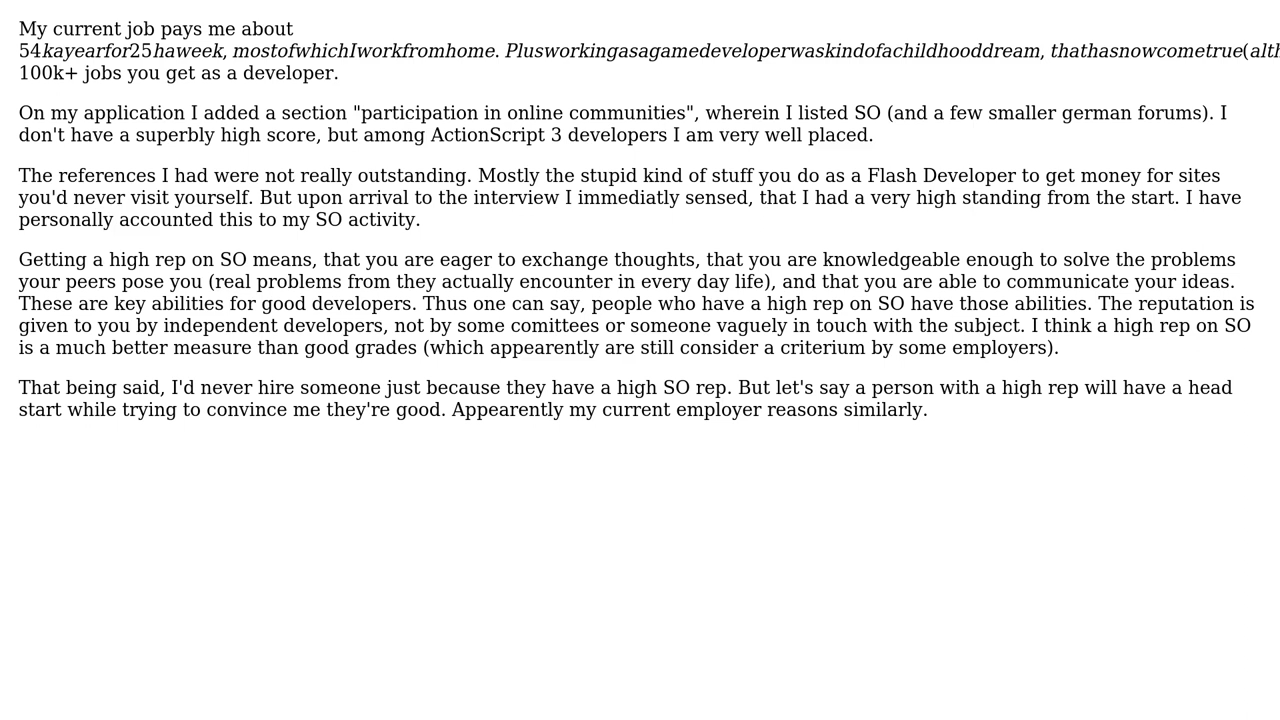 My current job pays me about
54kayearfor25haweek, mostofwhichIworkfromhome. Plusworkingasagamedeveloperwaskindofachildhooddream, thathasnowcometrue(alth
100k+ jobs you get as a developer.
On my application I added a section "participation in online communities", wherein I listed SO (and a few smaller german forums). I
don't have a superbly high score, but among ActionScript 3 developers I am very well placed.
The references I had were not really outstanding. Mostly the stupid kind of stuff you do as a Flash Developer to get money for sites
you'd never visit yourself. But upon arrival to the interview I immediatly sensed, that I had a very high standing from the start. I have
personally accounted this to my SO activity.
Getting a high rep on SO means, that you are eager to exchange thoughts, that you are knowledgeable enough to solve the problems
your peers pose you (real problems from they actually encounter in every day life), and that you are able to communicate your ideas.
These are key abilities for good developers. Thus one can say, people who have a high rep on SO have those abilities. The reputation is
given to you by independent developers, not by some comittees or someone vaguely in touch with the subject. I think a high rep on SO
is a much better measure than good grades (which appearently are still consider a criterium by some employers).
That being said, I'd never hire someone just because they have a high SO rep. But let's say a person with a high rep will have a head
start while trying to convince me they're good. Appearently my current employer reasons similarly.